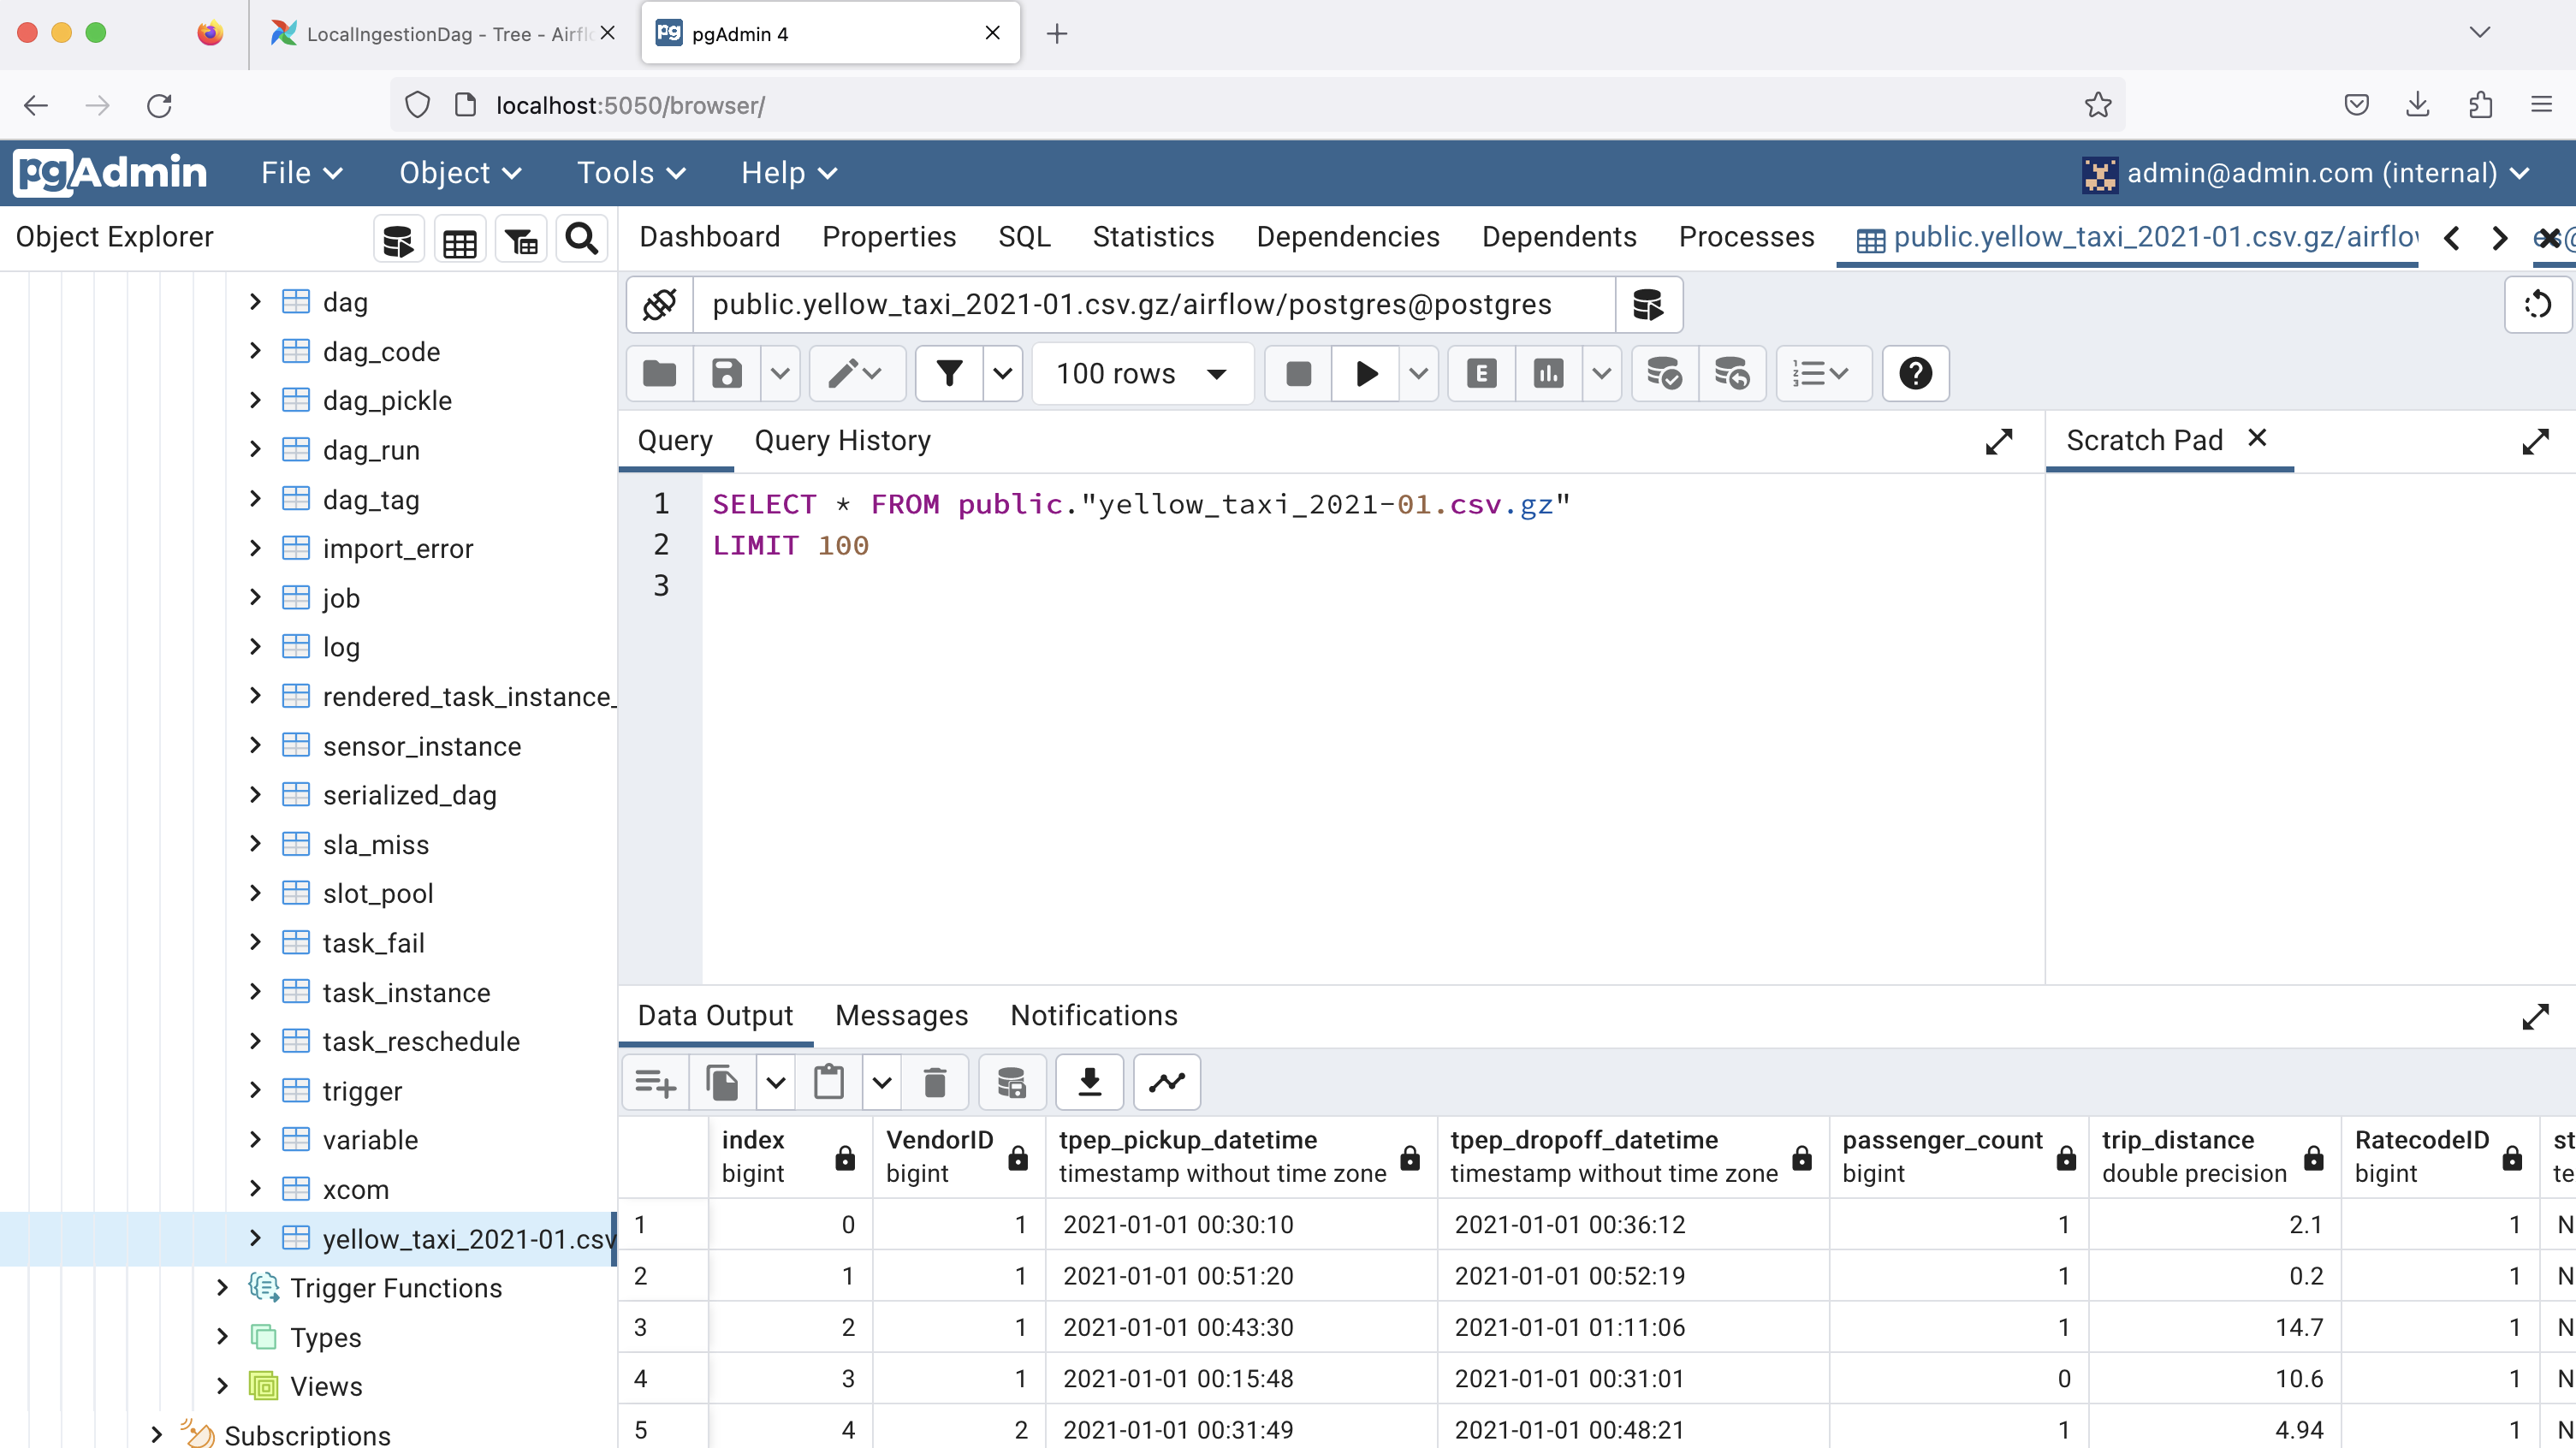 LocalIngestionDag - Tree - Airflo
pgAdmin 4
localhost:5050/browser/
pgAdmin
File
Object
Tools
Help
admin@admin.com (internal)
Object Explorer
Dashboard
Properties
SQL
Statistics
Dependencies
Dependents
Processes
public.yellow_taxi_2021-01.csv.gz/airflow
es@
dag
dag_code
dag_pickle
dag_run
dag_tag
import_error
job
log
rendered_task_instance_
sensor_instance
serialized_dag
sla_miss
slot_pool
task_fail
task_instance
task_reschedule
trigger
variable
xcom
yellow_taxi_2021-01.csv
Trigger Functions
Types
Views
Subscriptions
public.yellow_taxi_2021-01.csv.gz/airflow/postgres@postgres
100 rows
E
Query
Query History
Scratch Pad
1 SELECT * FROM public."yellow_taxi_2021-01.csv.gz"
2 LIMIT 100
3
Data Output
Messages
Notifications
index VendorID tpep_pickup_datetime tpep_dropoff_datetime passenger_count trip_distance RatecodeID st
bigint bigint timestamp without time zone timestamp without time zone bigint double precision bigint te
1 0 1 2021-01-01 00:30:10 2021-01-01 00:36:12 1 2.1 1 N
2 1 1 2021-01-01 00:51:20 2021-01-01 00:52:19 1 0.2 1 N
3 2 1 2021-01-01 00:43:30 2021-01-01 01:11:06 1 14.7 1 N
4 3 1 2021-01-01 00:15:48 2021-01-01 00:31:01 0 10.6 1 N
5 4 2 2021-01-01 00:31:49 2021-01-01 00:48:21 1 4.94 1 N